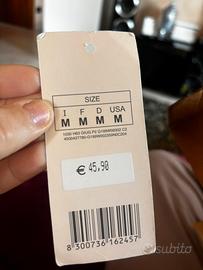 SIZE
I F D USA
M M M M
€ 45,90
8 300736 162457
subito